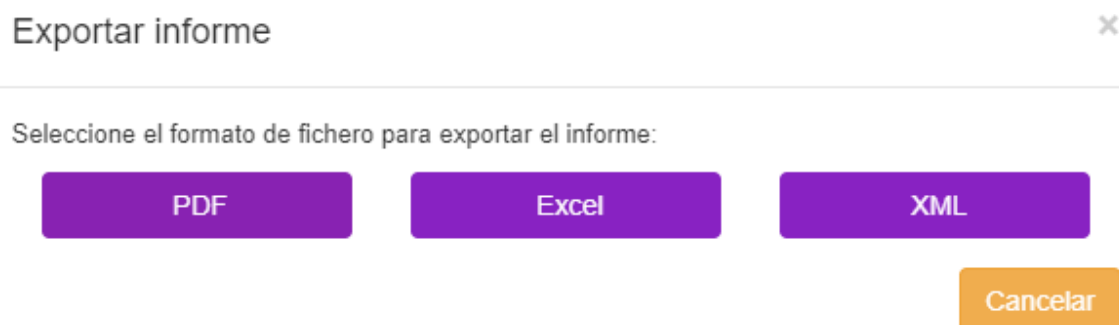 Exportar informe
×
Seleccione el formato de fichero para exportar el informe:
PDF Excel XML
Cancelar